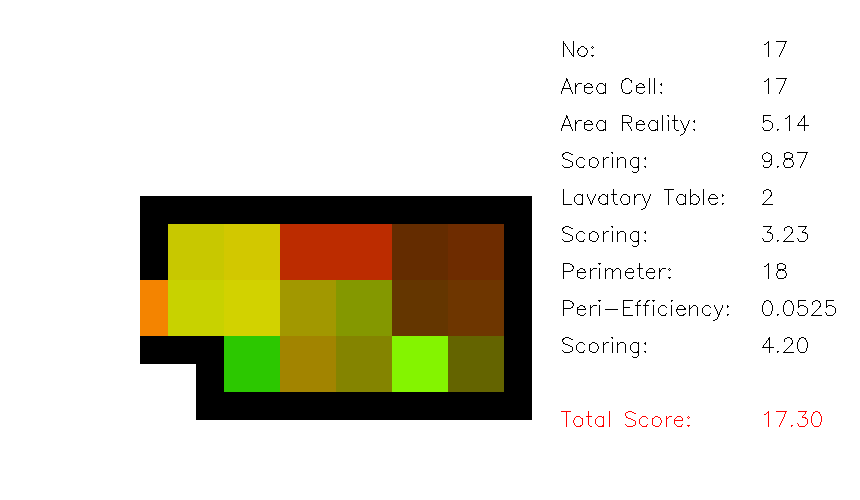 No: 17
Area Cell: 17
Area Reality: 5.14
Scoring: 9.87
Lavatory Table: 2
Scoring: 3.23
Perimeter: 18
Peri-Efficiency: 0.0525
Scoring: 4.20
Total Score: 17.30